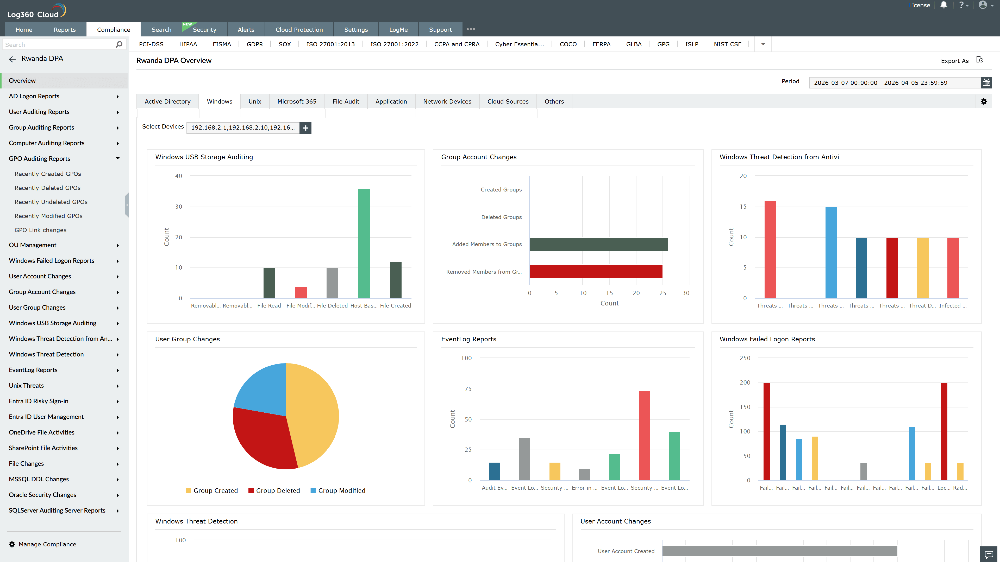 Log360 Cloud
License
?
Home
Reports
Compliance
Search
NEW
Security
Alerts
Cloud Protection
Settings
LogMe
Support
Search
PCI-DSS
HIPAA
FISMA
GDPR
SOX
ISO 27001:2013
ISO 27001:2022
CCPA and CPRA
Cyber Essentia...
COCO
FERPA
GLBA
GPG
ISLP
NIST CSF
Rwanda DPA
Overview
AD Logon Reports
User Auditing Reports
Group Auditing Reports
Computer Auditing Reports
GPO Auditing Reports
Recently Created GPOs
Recently Deleted GPOs
Recently Undeleted GPOs
Recently Modified GPOs
GPO Link changes
OU Management
Windows Failed Logon Reports
User Account Changes
Group Account Changes
User Group Changes
Windows USB Storage Auditing
Windows Threat Detection from An...
Windows Threat Detection
EventLog Reports
Unix Threats
Entra ID Risky Sign-in
Entra ID User Management
OneDrive File Activities
SharePoint File Activities
File Changes
MSSQL DDL Changes
Oracle Security Changes
SQLServer Auditing Server Reports
Manage Compliance
Rwanda DPA Overview
Export As
Period
2026-03-07 00:00:00 - 2026-04-05 23:59:59
Active Directory
Windows
Unix
Microsoft 365
File Audit
Application
Network Devices
Cloud Sources
Others
Select Devices
192.168.2.1,192.168.2.10,192.16...
Windows USB Storage Auditing
40
30
20
10
0
Count
Removabl...
Removabl...
File Read
File Modif...
File Deleted
Host Bas...
File Created
Group Account Changes
Created Groups
Deleted Groups
Added Members to Groups
Removed Members from Gr...
0
5
10
15
20
25
30
Count
Windows Threat Detection from Antivi...
20
15
10
5
0
Count
Threats ...
Threats ...
Threats ...
Threats ...
Threats ...
Threat D...
Infected ...
User Group Changes
Group Created
Group Deleted
Group Modified
EventLog Reports
100
75
50
25
0
Count
Audit Ev...
Event Lo...
Security ...
Error in ...
Event Lo...
Security ...
Event Lo...
Windows Failed Logon Reports
250
200
150
100
50
0
Count
Fail...
Fail...
Fail...
Fail...
Fail...
Fail...
Fail...
Fail...
Fail...
Fail...
Fail...
Loc...
Rad...
Windows Threat Detection
100
User Account Changes
User Account Created